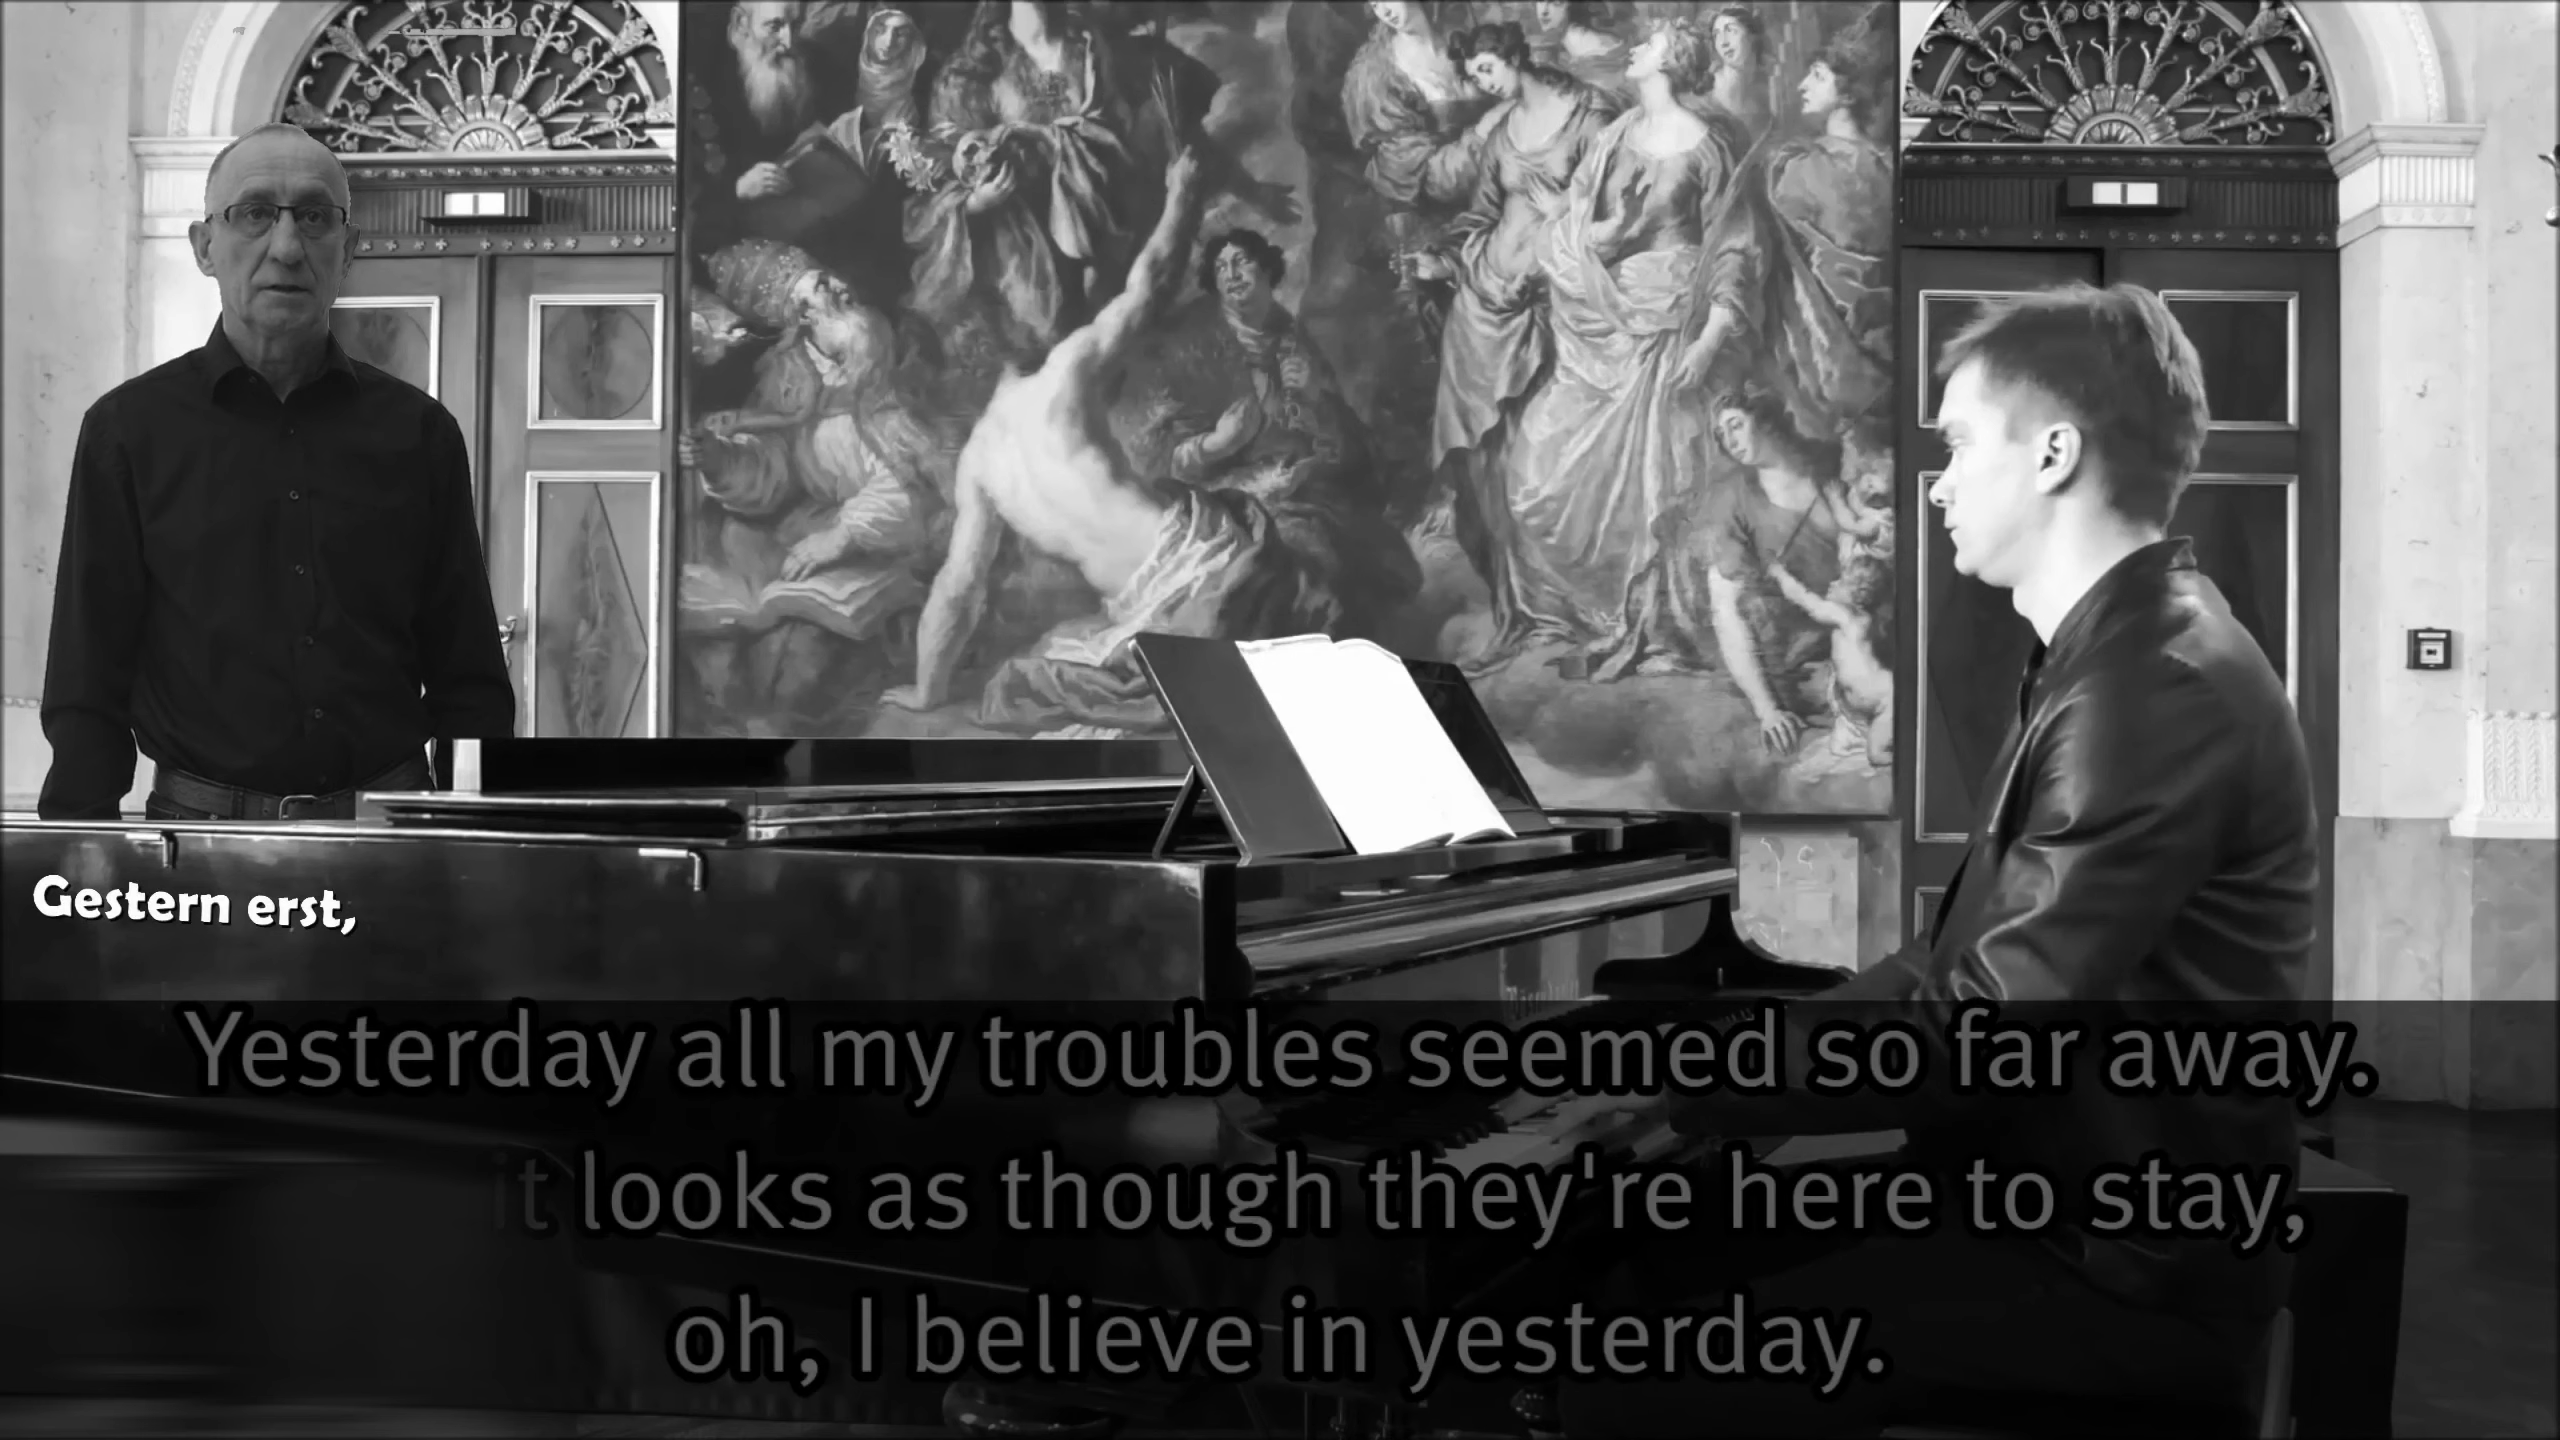 Gestern erst,
Yesterday all my troubles seemed so far away.
it looks as though they're here to stay,
oh, I believe in yesterday.